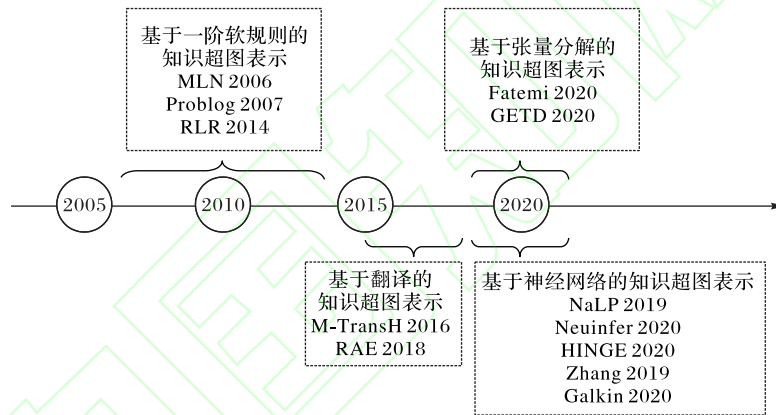 基于一阶软规则的
知识超图表示
MLN 2006
Problog 2007
RLR 2014
基于张量分解的
知识超图表示
Fatemi 2020
GETD 2020
2005
2010
2015
2020
基于翻译的
知识超图表示
M-TransH 2016
RAE 2018
基于神经网络的知识超图表示
NaLP 2019
Neuinfer 2020
HINGE 2020
Zhang 2019
Galkin 2020